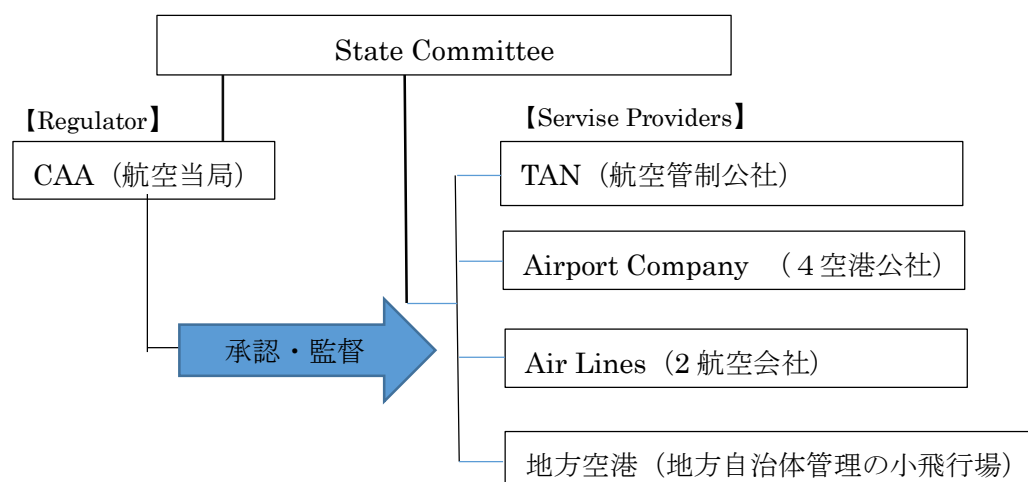 State Committee
【Regulator】
CAA（航空当局）
【Servise Providers】
TAN（航空管制公社）
Airport Company （４空港公社）
承認・監督
Air Lines（2 航空会社）
地方空港（地方自治体管理の小飛行場）